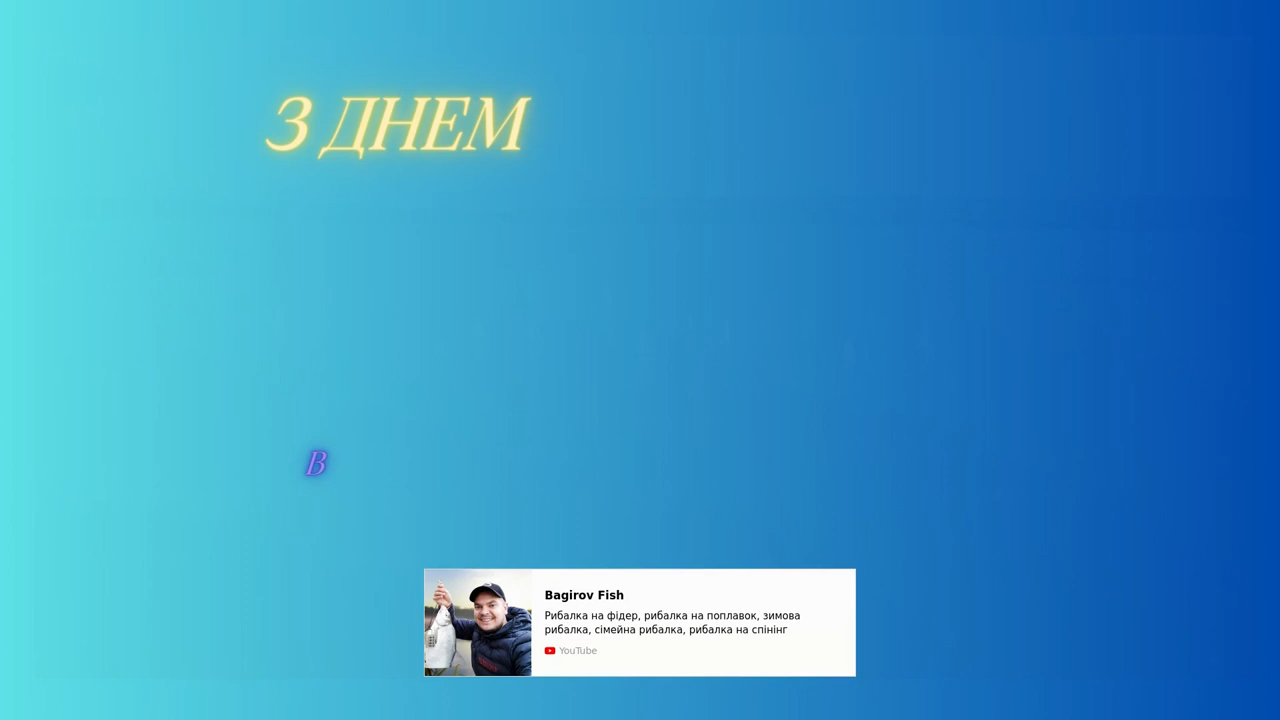 З ДНЕМ
В
Bagirov Fish
Рибалка на фідер, рибалка на поплавок, зимова
рибалка, сімейна рибалка, рибалка на спінінг
YouTube